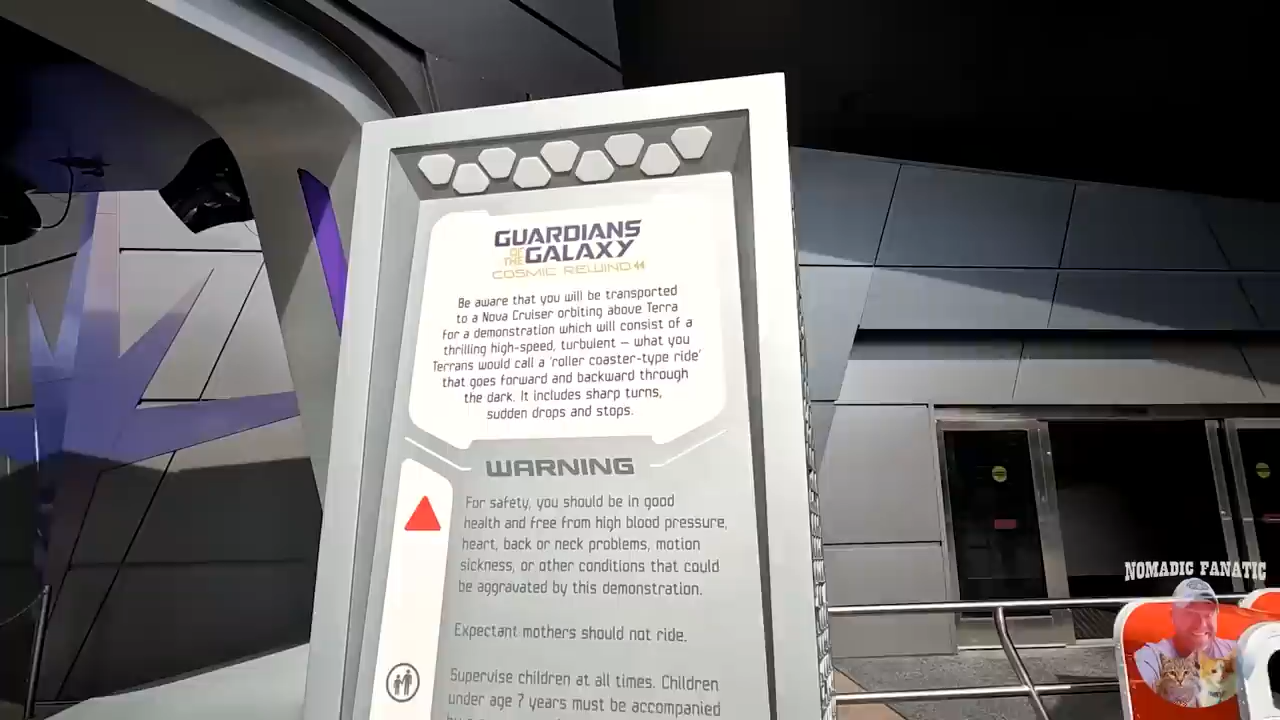 GUARDIANS
OF THE GALAXY
COSMIC REWIND
Be aware that you will be transported
to a Nova Cruiser orbiting above Terra
for a demonstration which will consist of a
thrilling high-speed, turbulent – what you
Terrans would call a 'roller coaster-type ride'
that goes forward and backward through
the dark. It includes sharp turns,
sudden drops and stops.
WARNING
For safety, you should be in good
health and free from high blood pressure,
heart, back or neck problems, motion
sickness, or other conditions that could
be aggravated by this demonstration.
Expectant mothers should not ride.
Supervise children at all times. Children
under age 7 years must be accompanied
NOMADIC FANATIC